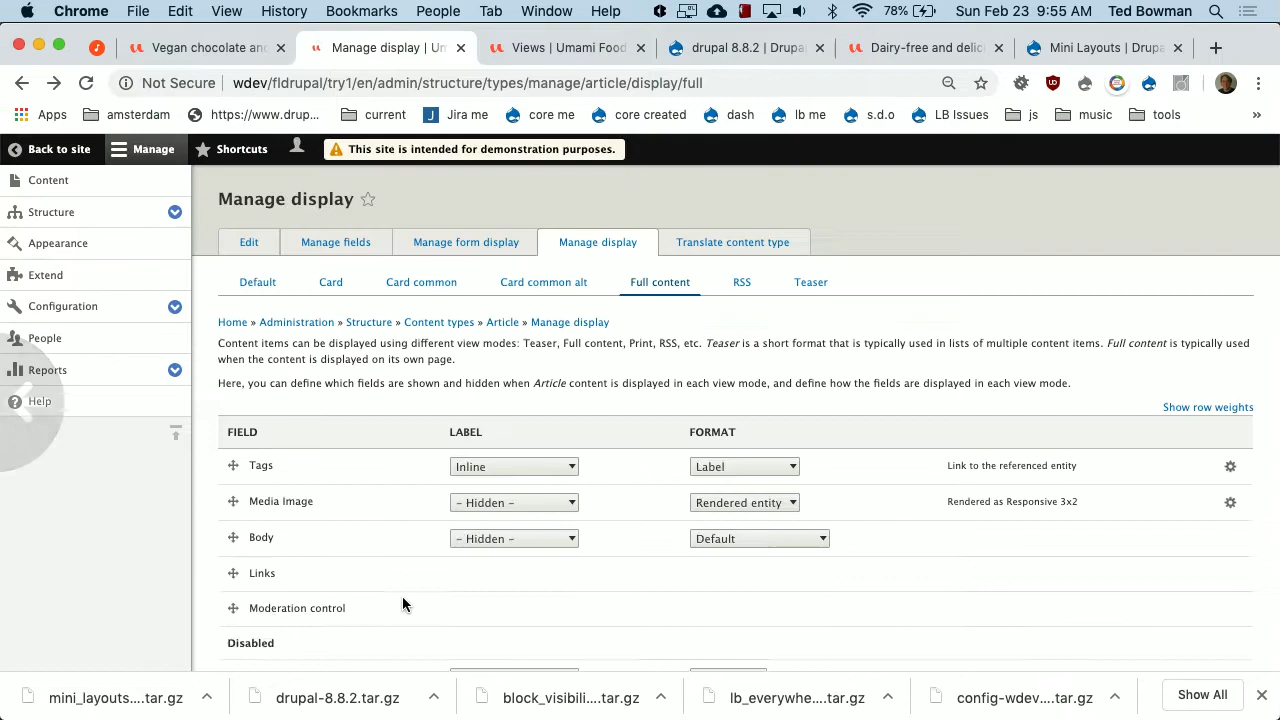 Chrome File Edit View History Bookmarks People Tab Window Help 78% Sun Feb 23 9:55 AM Ted Bowman
Vegan chocolate and Manage display | Um Views | Umami Food drupal 8.8.2 | Drupa Dairy-free and delic Mini Layouts | Drupa
Not Secure wdev/fldrupal/try1/en/admin/structure/types/manage/article/display/full
Apps amsterdam https://www.drup... current Jira me core me core created dash lb me s.d.o LB Issues js music tools »
Back to site Manage Shortcuts This site is intended for demonstration purposes.
Content
Structure
Appearance
Extend
Configuration
People
Reports
Help
Manage display
Edit Manage fields Manage form display Manage display Translate content type
Default Card Card common Card common alt Full content RSS Teaser
Home » Administration » Structure » Content types » Article » Manage display
Content items can be displayed using different view modes: Teaser, Full content, Print, RSS, etc. Teaser is a short format that is typically used in lists of multiple content items. Full content is typically used
when the content is displayed on its own page.
Here, you can define which fields are shown and hidden when Article content is displayed in each view mode, and define how the fields are displayed in each view mode.
Show row weights
FIELD LABEL FORMAT
Tags Inline Label Link to the referenced entity
Media Image - Hidden - Rendered entity Rendered as Responsive 3x2
Body - Hidden - Default
Links
Moderation control
Disabled
mini_layouts....tar.gz drupal-8.8.2.tar.gz block_visibili....tar.gz lb_everywhe....tar.gz config-wdev....tar.gz Show All